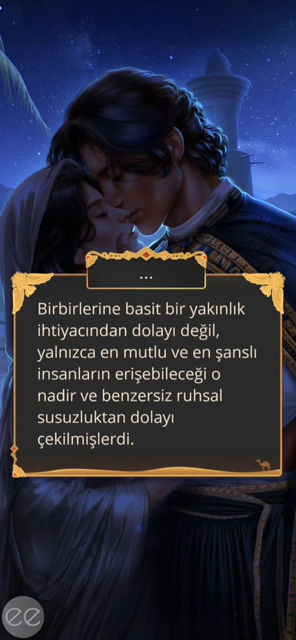 ...
Birbirlerine basit bir yakınlık
ihtiyacından dolayı değil,
yalnızca en mutlu ve en şanslı
insanların erişebileceği o
nadir ve benzersiz ruhsal
susuzluktan dolayı
çekilmişlerdi.
ee